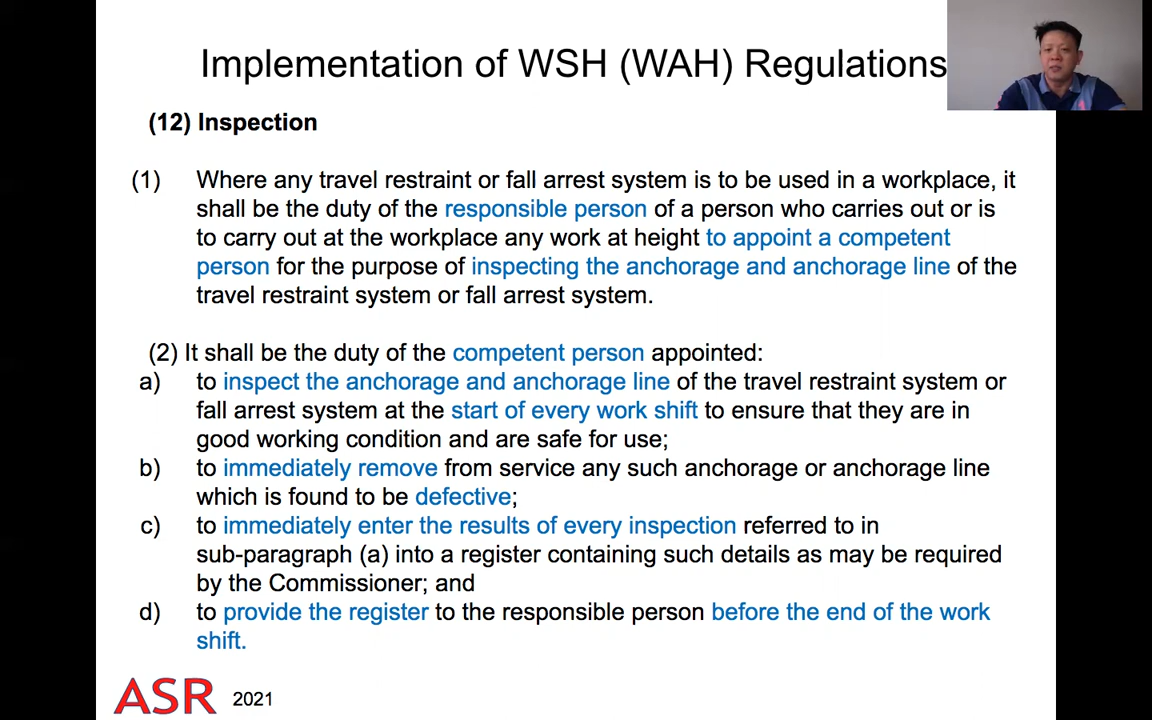 Implementation of WSH (WAH) Regulations
(12) Inspection
(1) Where any travel restraint or fall arrest system is to be used in a workplace, it
shall be the duty of the responsible person of a person who carries out or is
to carry out at the workplace any work at height to appoint a competent
person for the purpose of inspecting the anchorage and anchorage line of the
travel restraint system or fall arrest system.
(2) It shall be the duty of the competent person appointed:
a) to inspect the anchorage and anchorage line of the travel restraint system or
fall arrest system at the start of every work shift to ensure that they are in
good working condition and are safe for use;
b) to immediately remove from service any such anchorage or anchorage line
which is found to be defective;
c) to immediately enter the results of every inspection referred to in
sub-paragraph (a) into a register containing such details as may be required
by the Commissioner; and
d) to provide the register to the responsible person before the end of the work
shift.
ASR 2021